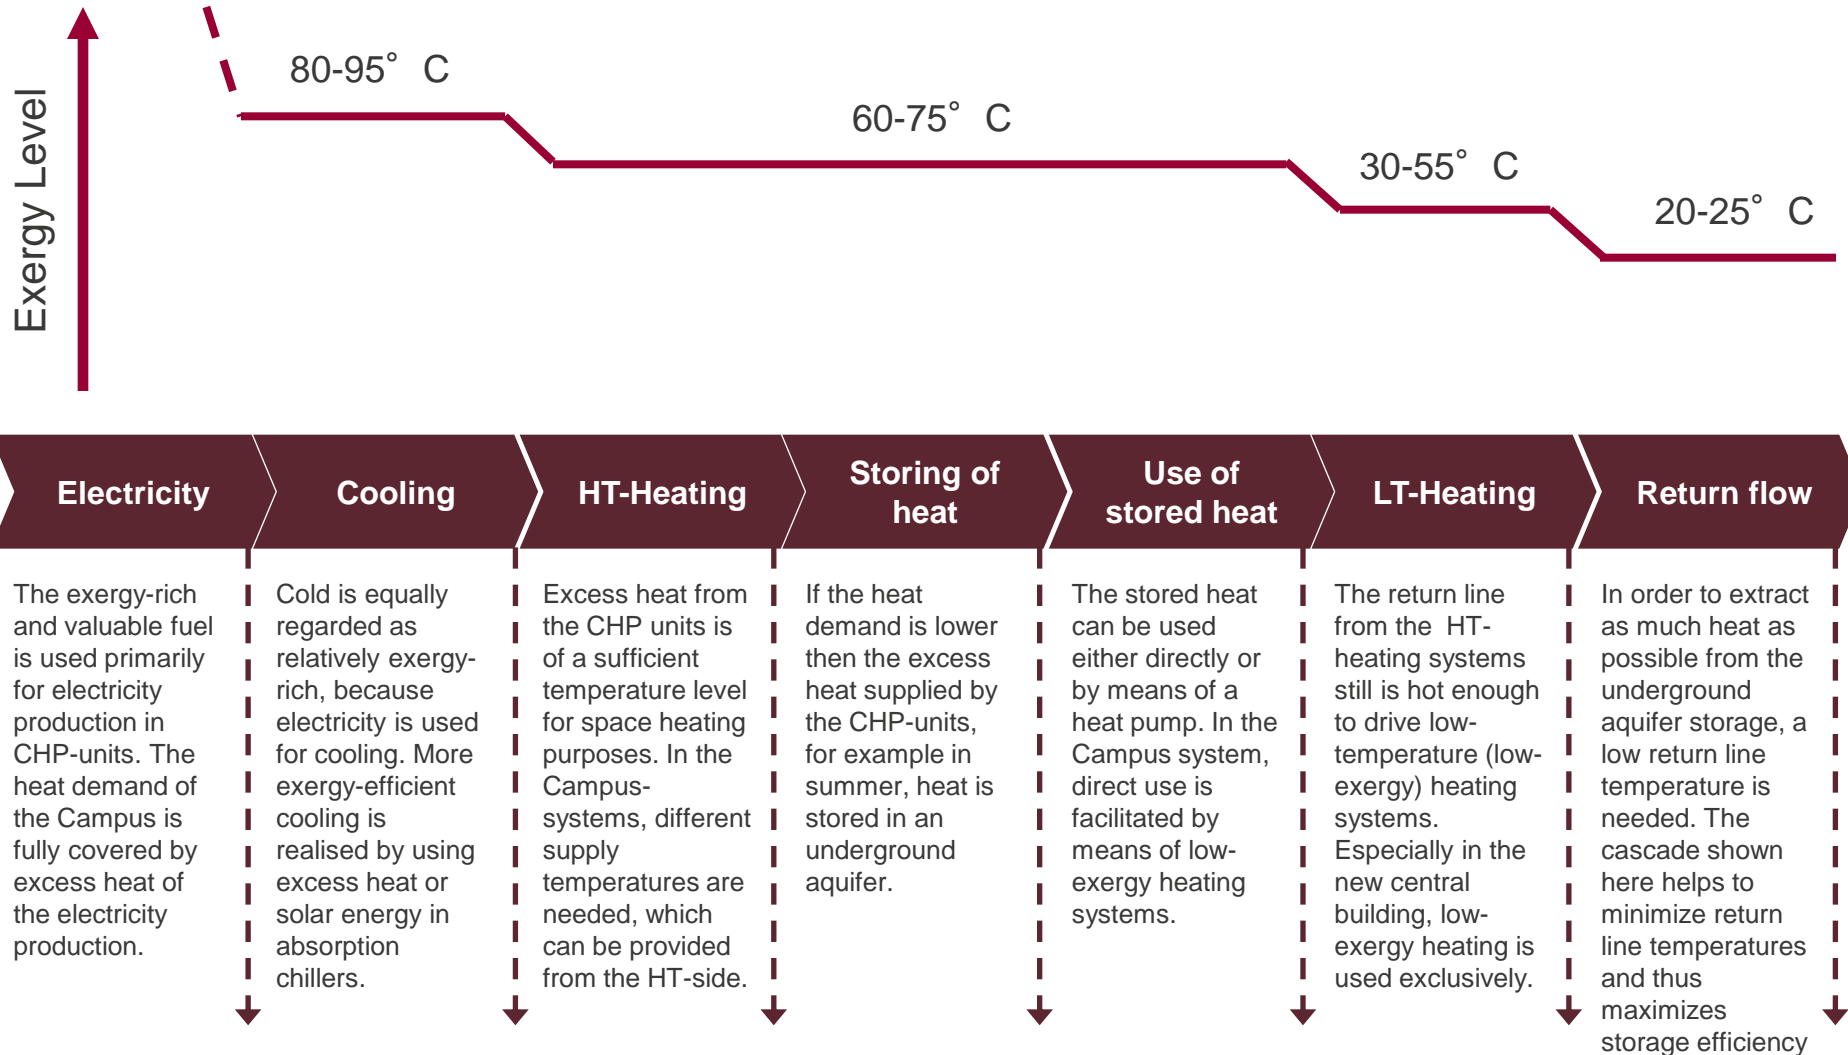 Exergy Level
80-95° C
60-75° C
30-55° C
20-25° C
Electricity
Cooling
HT-Heating
Storing of
heat
Use of
stored heat
LT-Heating
Return flow
The exergy-rich
and valuable fuel
is used primarily
for electricity
production in
CHP-units. The
heat demand of
the Campus is
fully covered by
excess heat of
the electricity
production.
Cold is equally
regarded as
relatively exergy-
rich, because
electricity is used
for cooling. More
exergy-efficient
cooling is
realised by using
excess heat or
solar energy in
absorption
chillers.
Excess heat from
the CHP units is
of a sufficient
temperature level
for space heating
purposes. In the
Campus-
systems, different
supply
temperatures are
needed, which
can be provided
from the HT-side.
If the heat
demand is lower
then the excess
heat supplied by
the CHP-units,
for example in
summer, heat is
stored in an
underground
aquifer.
The stored heat
can be used
either directly or
by means of a
heat pump. In the
Campus system,
direct use is
facilitated by
means of low-
exergy heating
systems.
The return line
from the HT-
heating systems
still is hot enough
to drive low-
temperature (low-
exergy) heating
systems.
Especially in the
new central
building, low-
exergy heating is
used exclusively.
In order to extract
as much heat as
possible from the
underground
aquifer storage, a
low return line
temperature is
needed. The
cascade shown
here helps to
minimize return
line temperatures
and thus
maximizes
storage efficiency